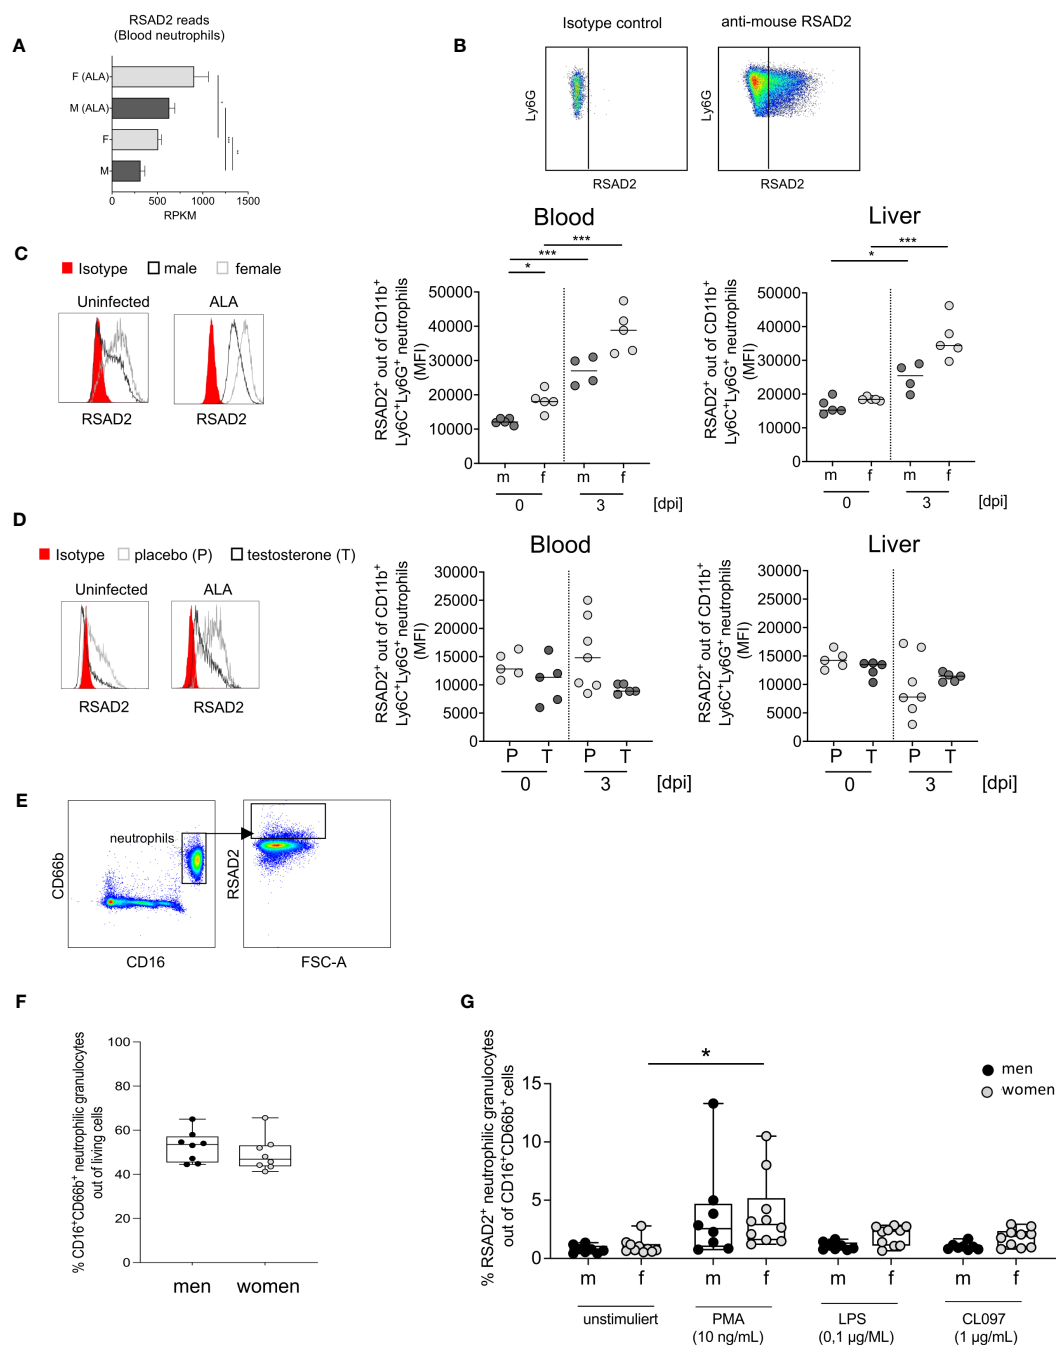 A
RSAD2 reads
(Blood neutrophils)
F (ALA)
M (ALA)
F
M
0 500 1000 1500
RPKM
*
***
**
B
Isotype control
anti-mouse RSAD2
Ly6G
Ly6G
RSAD2
RSAD2
C
Isotype male female
Uninfected
ALA
RSAD2
RSAD2
Blood
***
***
*
RSAD2⁺ out of CD11b⁺
Ly6C⁺Ly6G⁺ neutrophils
(MFI)
50000
40000
30000
20000
10000
0
m f m f
0 3 [dpi]
Liver
***
*
RSAD2⁺ out of CD11b⁺
Ly6C⁺Ly6G⁺ neutrophils
(MFI)
50000
40000
30000
20000
10000
0
m f m f
0 3 [dpi]
D
Isotype placebo (P) testosterone (T)
Uninfected
ALA
RSAD2
RSAD2
Blood
RSAD2⁺ out of CD11b⁺
Ly6C⁺Ly6G⁺ neutrophils
(MFI)
30000
25000
20000
15000
10000
5000
0
P T P T
0 3 [dpi]
Liver
RSAD2⁺ out of CD11b⁺
Ly6C⁺Ly6G⁺ neutrophils
(MFI)
30000
25000
20000
15000
10000
5000
0
P T P T
0 3 [dpi]
E
neutrophils
CD66b
CD16
RSAD2
FSC-A
F
% CD16⁺CD66b⁺ neutrophilic granulocytes
out of living cells
100
80
60
40
20
0
men women
G
% RSAD2⁺ neutrophilic granulocytes
out of CD16⁺CD66b⁺ cells
15
10
5
0
*
men
women
m f m f m f m f
unstimuliert PMA LPS CL097
(10 ng/mL) (0,1 µg/ML) (1 µg/mL)